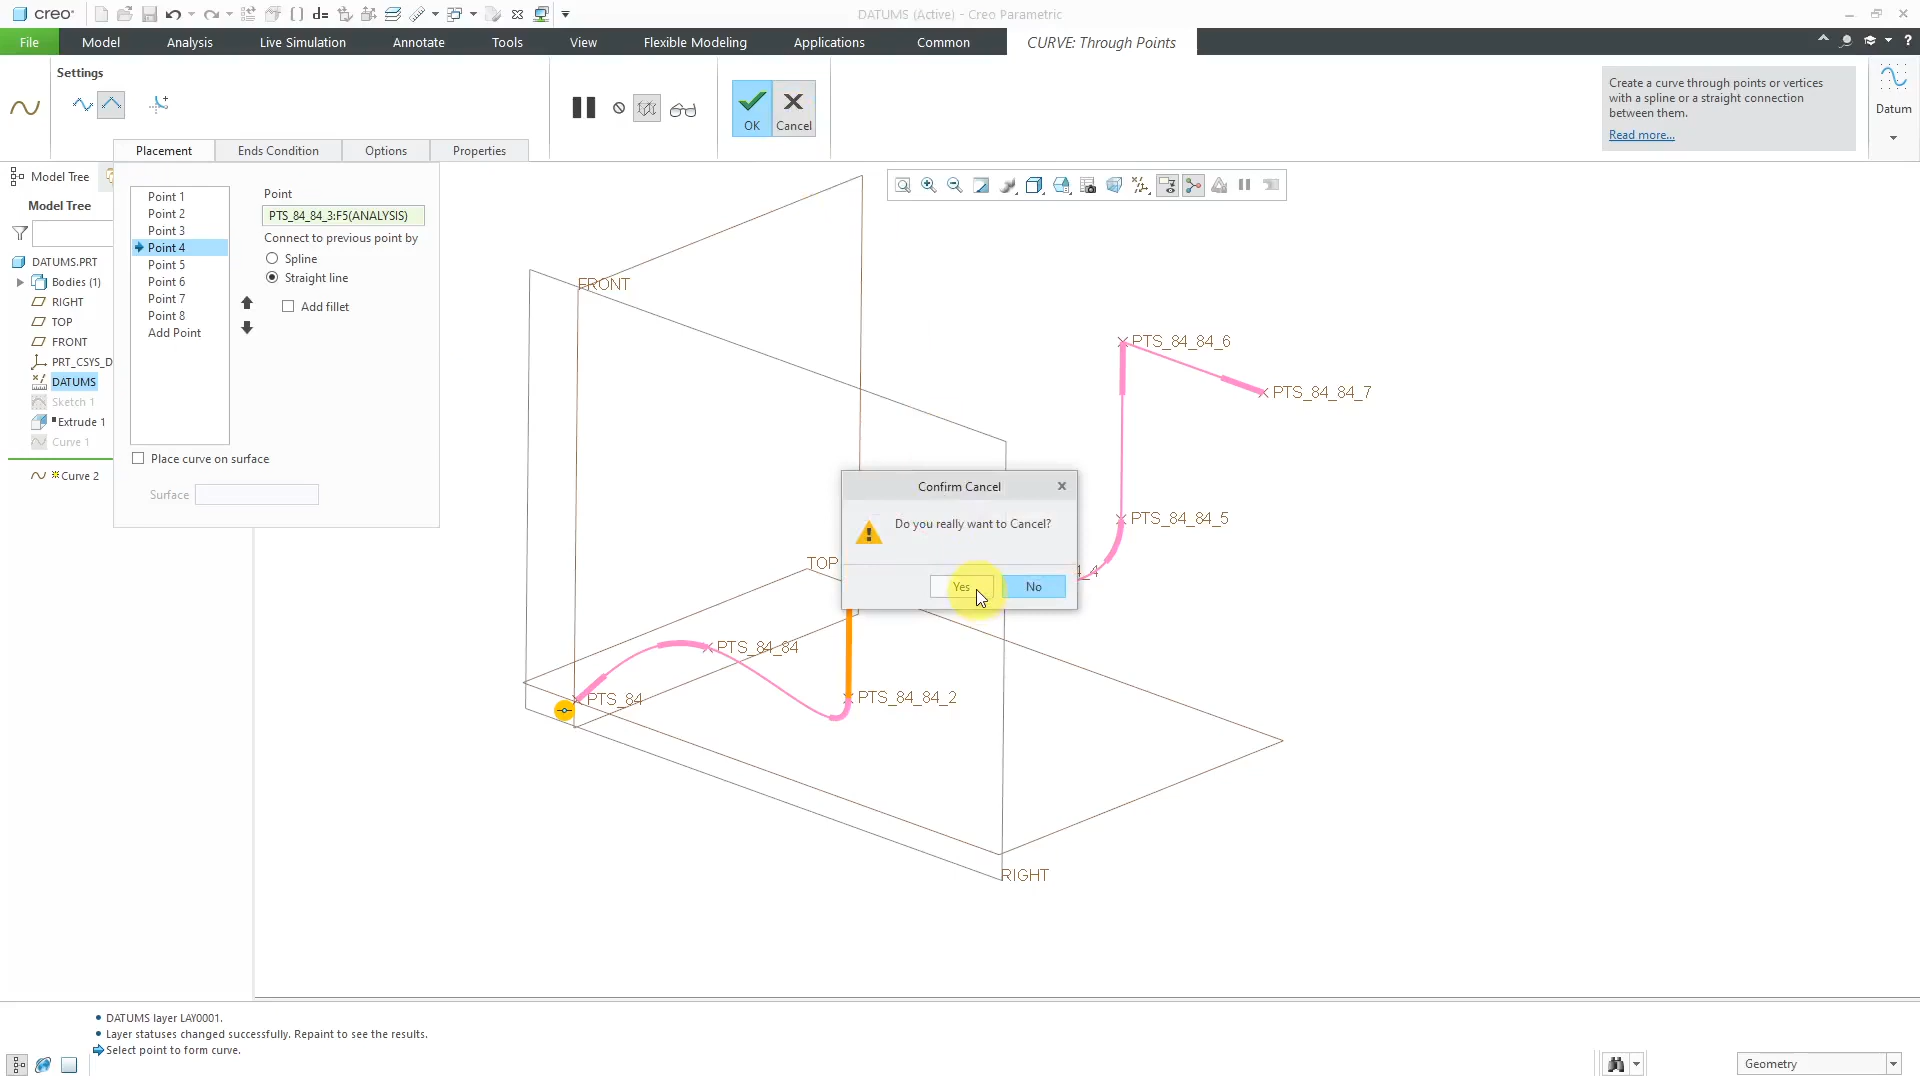 creo®
DATUMS (Active) - Creo Parametric
File
Model
Analysis
Live Simulation
Annotate
Tools
View
Flexible Modeling
Applications
Common
CURVE: Through Points
Settings
OK
Cancel
Create a curve through points or vertices
with a spline or a straight connection
between them.
Read more...
Datum
Placement
Ends Condition
Options
Properties
Model Tree
Model Tree
DATUMS.PRT
Bodies (1)
RIGHT
TOP
FRONT
PRT_CSYS_D
DATUMS
Sketch 1
Extrude 1
Curve 1
Curve 2
Point 1
Point 2
Point 3
Point 4
Point 5
Point 6
Point 7
Point 8
Add Point
Point
PTS_84_84_3:F5(ANALYSIS)
Connect to previous point by
Spline
Straight line
Add fillet
Place curve on surface
Surface
FRONT
PTS_84_84_6
PTS_84_84_7
PTS_84_84_5
TOP
PTS_84_84
PTS_84
PTS_84_84_2
RIGHT
Confirm Cancel
Do you really want to Cancel?
Yes
No
DATUMS layer LAY0001.
Layer statuses changed successfully. Repaint to see the results.
Select point to form curve.
Geometry